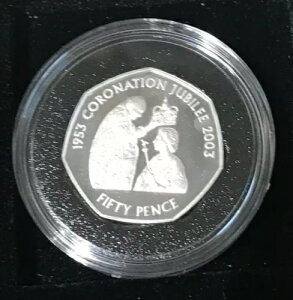 1953 CORONATION JUBILEE 2003
FIFTY PENCE